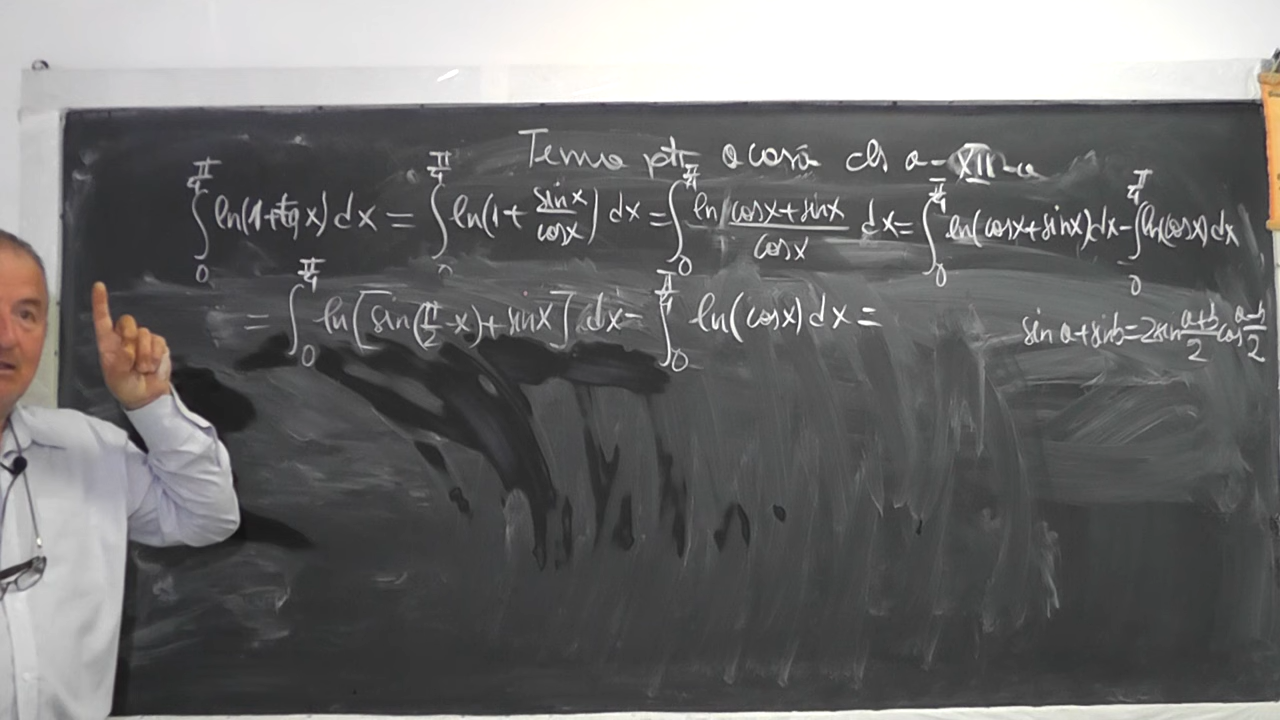 Tema pt. acasă cls a-XII-a
∫₀^{π/4} ln(1+tg x) dx = ∫₀^{π/4} ln(1 + sin x/cos x) dx = ∫₀^{π/4} ln (cos x + sin x)/cos x dx = ∫₀^{π/4} ln(cos x + sin x) dx - ∫₀^{π/4} ln(cos x) dx
= ∫₀^{π/4} ln[sin(π/2 - x) + sin x] dx - ∫₀^{π/4} ln(cos x) dx =
sin a + sin b = 2 sin (a+b)/2 cos (a-b)/2